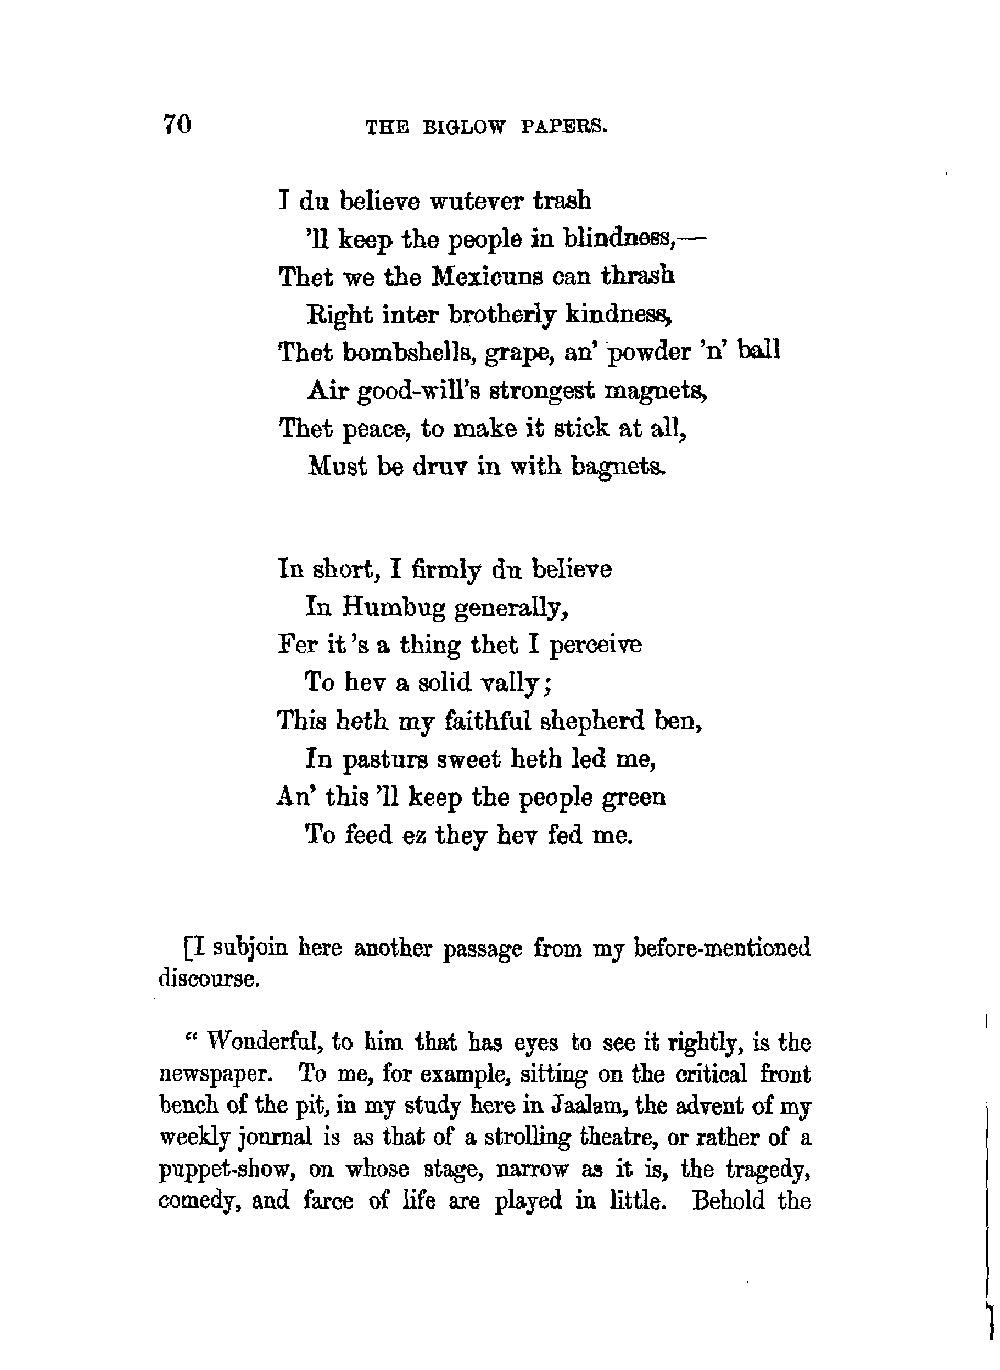 70 THE BIGLOW PAPERS.
I du believe wutever trash
'll keep the people in blindness,—
Thet we the Mexicuns can thrash
Right inter brotherly kindness,
Thet bombshells, grape, an' powder 'n' ball
Air good-will's strongest magnets,
Thet peace, to make it stick at all,
Must be druv in with bagnets.
In short, I firmly du believe
In Humbug generally,
Fer it 's a thing thet I perceive
To hev a solid vally;
This heth my faithful shepherd ben,
In pasturs sweet heth led me,
An' this 'll keep the people green
To feed ez they hev fed me.
[I subjoin here another passage from my before-mentioned
discourse.
“ Wonderful, to him that has eyes to see it rightly, is the
newspaper. To me, for example, sitting on the critical front
bench of the pit, in my study here in Jaalam, the advent of my
weekly journal is as that of a strolling theatre, or rather of a
puppet-show, on whose stage, narrow as it is, the tragedy,
comedy, and farce of life are played in little. Behold the